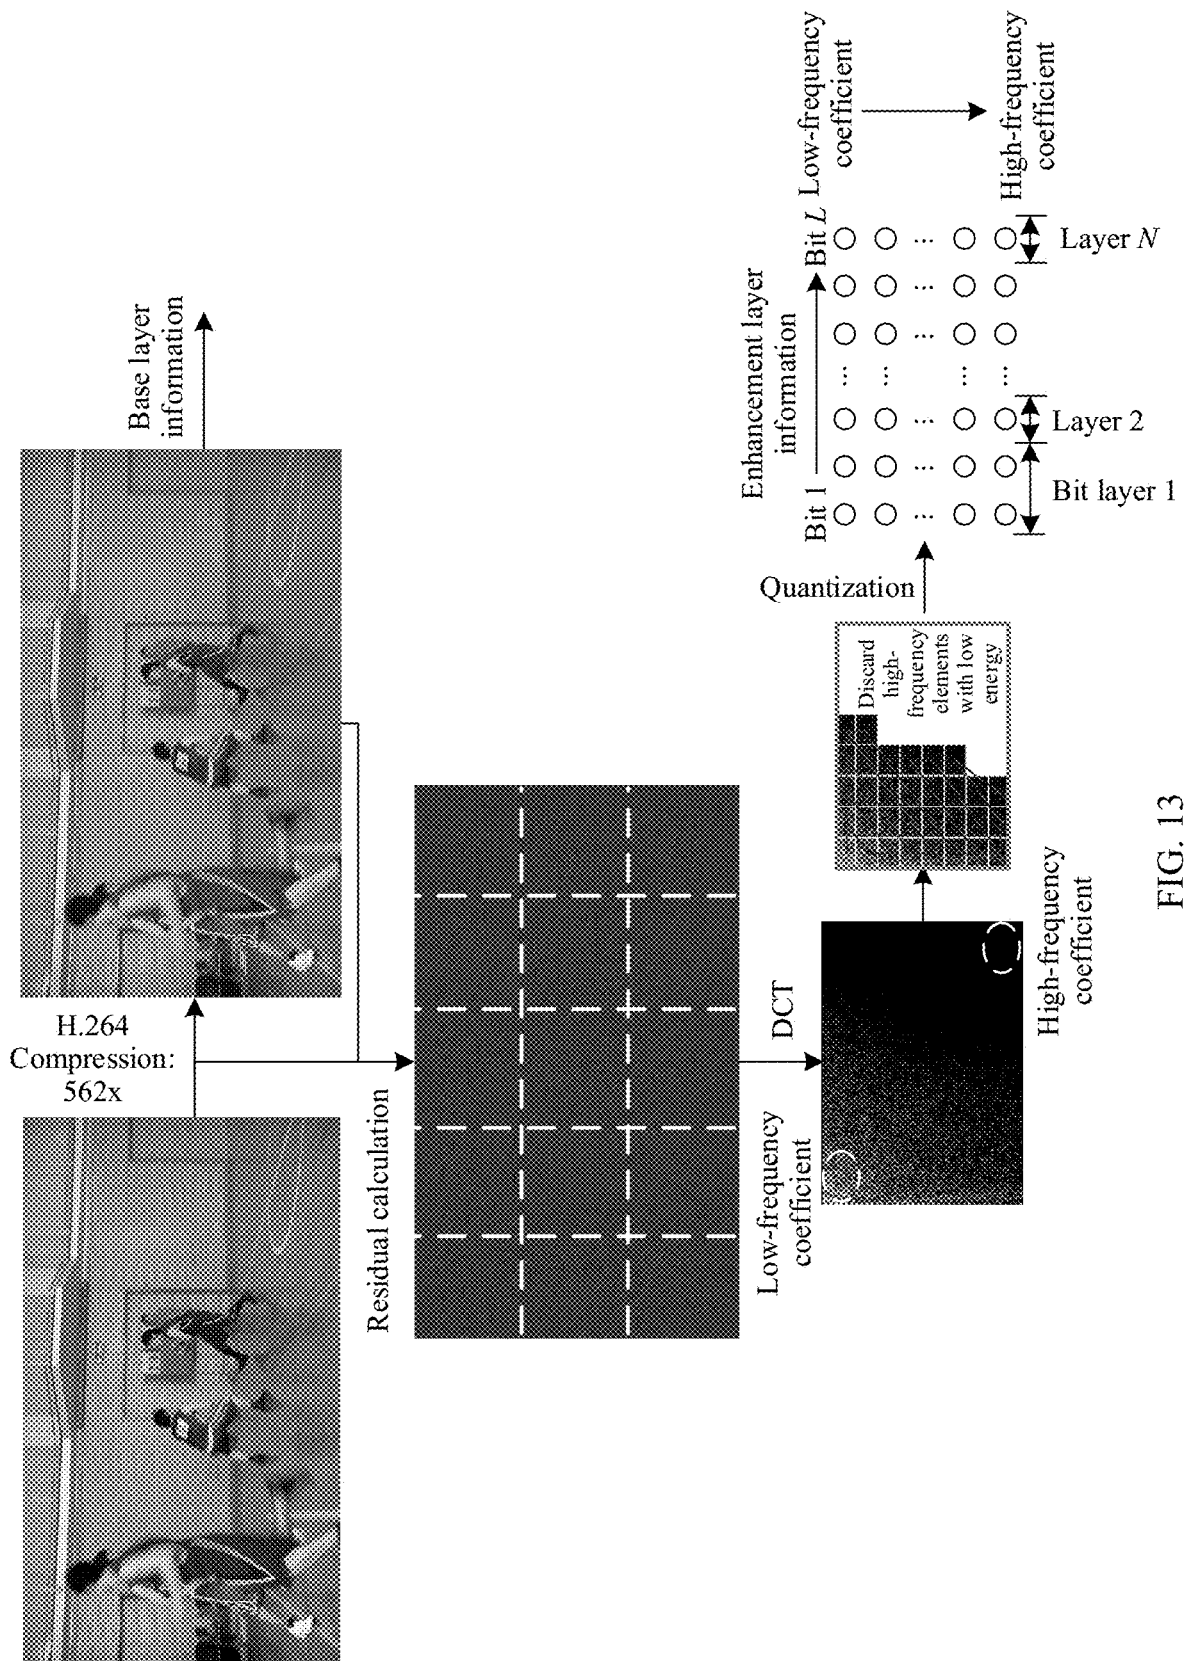 H.264
Compression:
562x
Base layer
information
Residual calculation
DCT
Low-frequency
coefficient
High-frequency
coefficient
Discard
high-
frequency
elements
with low
energy
Quantization
Enhancement layer
information
Bit 1
Bit L
Low-frequency
coefficient
High-frequency
coefficient
... ...
... ... ... ...
... ...
Bit layer 1
Layer 2
Layer N
FIG. 13